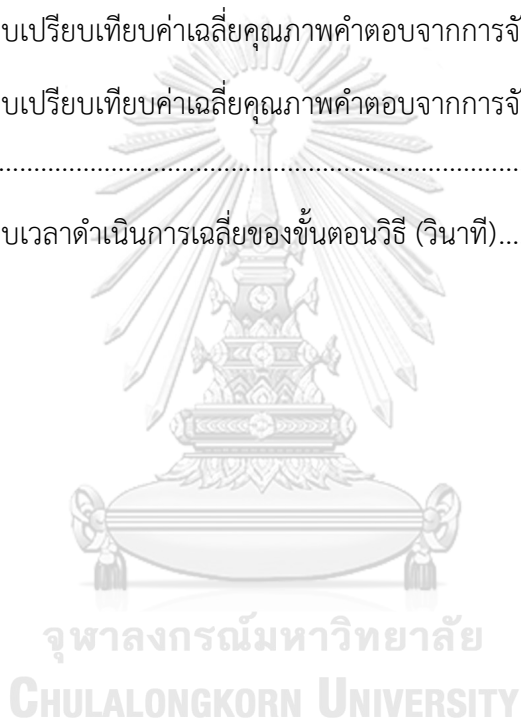 บเปรียบเทียบค่าเฉลี่ยคุณภาพคำตอบจากการจั
บเปรียบเทียบค่าเฉลี่ยคุณภาพคำตอบจากการจั
................................................................................
บเวลาดำเนินการเฉลี่ยของขั้นตอนวิธี (วินาที)...
จุฬาลงกรณ์มหาวิทยาลัย
CHULALONGKORN UNIVERSITY